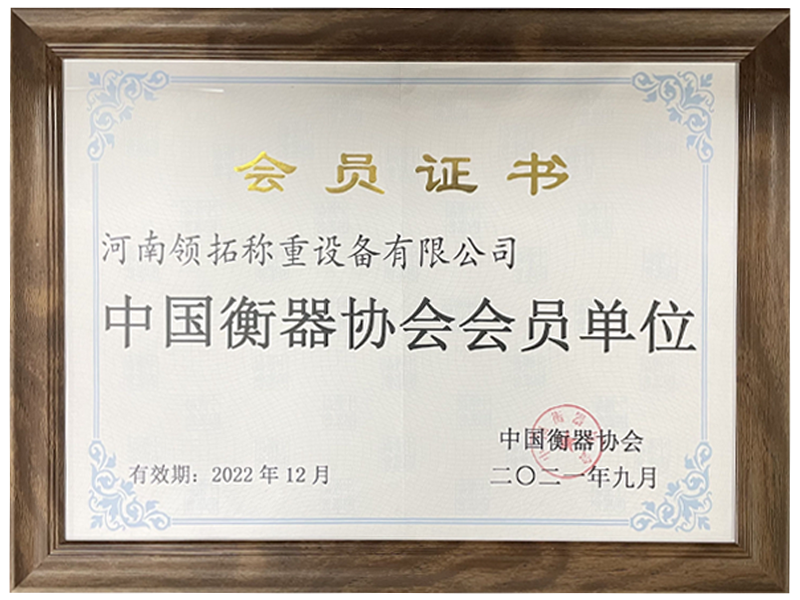 会员证书
河南领拓称重设备有限公司
中国衡器协会会员单位
中国衡器协会
有效期：2022年12月
二〇二一年九月